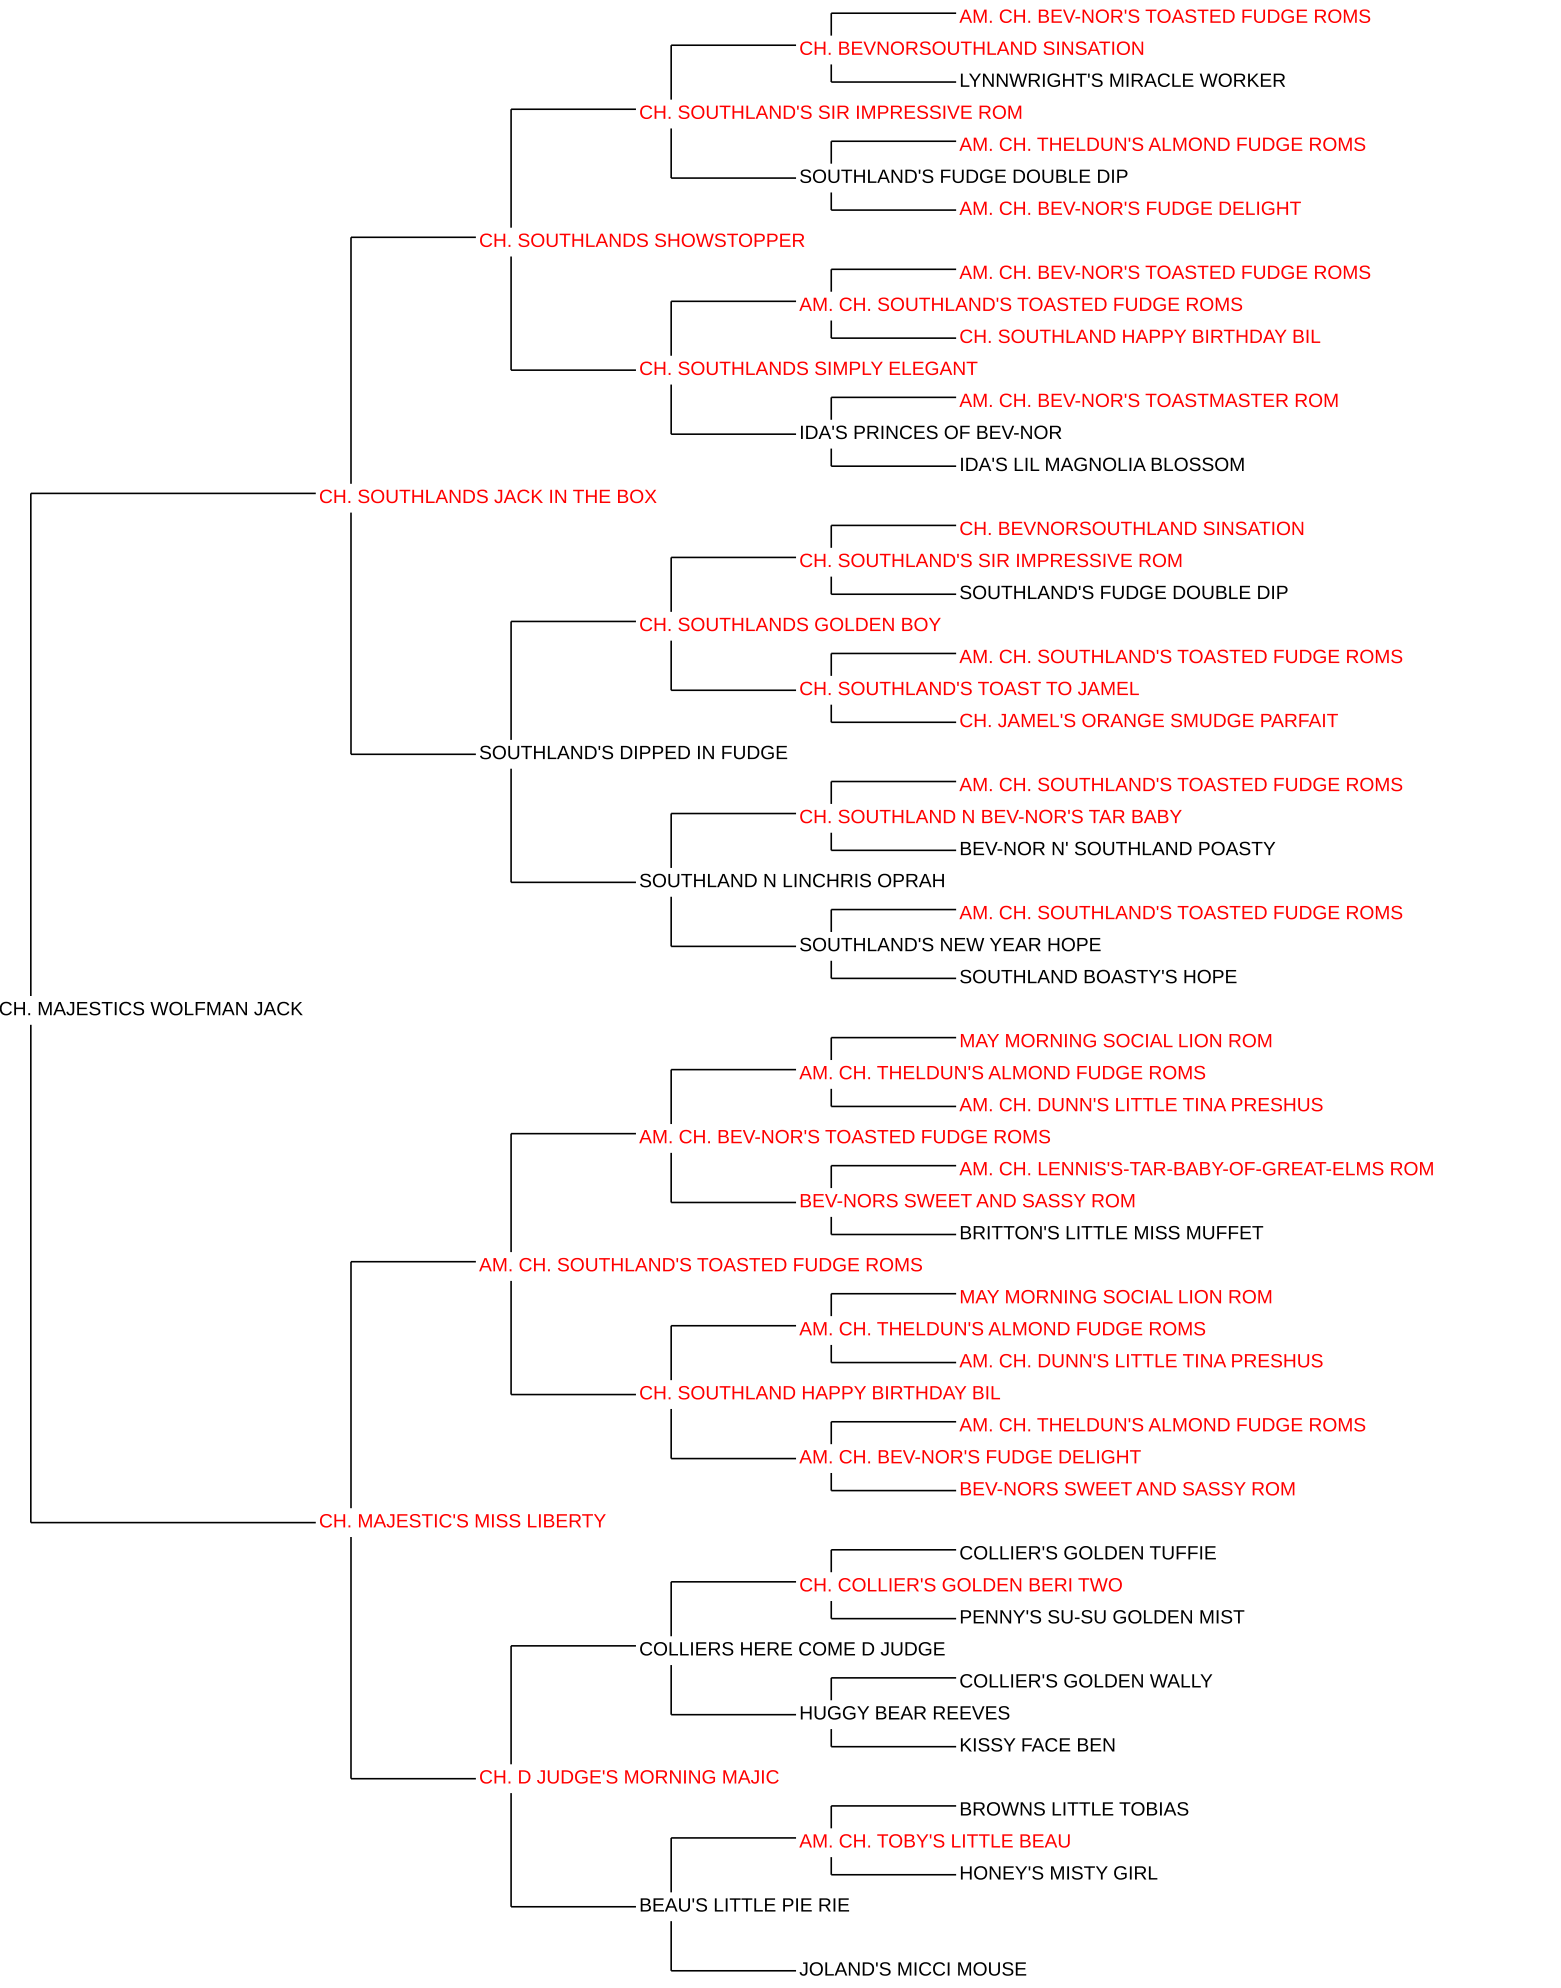 AM. CH. BEV-NOR'S TOASTED FUDGE ROMS
CH. BEVNORSOUTHLAND SINSATION
LYNNWRIGHT'S MIRACLE WORKER
CH. SOUTHLAND'S SIR IMPRESSIVE ROM
AM. CH. THELDUN'S ALMOND FUDGE ROMS
SOUTHLAND'S FUDGE DOUBLE DIP
AM. CH. BEV-NOR'S FUDGE DELIGHT
CH. SOUTHLANDS SHOWSTOPPER
AM. CH. BEV-NOR'S TOASTED FUDGE ROMS
AM. CH. SOUTHLAND'S TOASTED FUDGE ROMS
CH. SOUTHLAND HAPPY BIRTHDAY BIL
CH. SOUTHLANDS SIMPLY ELEGANT
AM. CH. BEV-NOR'S TOASTMASTER ROM
IDA'S PRINCES OF BEV-NOR
IDA'S LIL MAGNOLIA BLOSSOM
CH. SOUTHLANDS JACK IN THE BOX
CH. BEVNORSOUTHLAND SINSATION
CH. SOUTHLAND'S SIR IMPRESSIVE ROM
SOUTHLAND'S FUDGE DOUBLE DIP
CH. SOUTHLANDS GOLDEN BOY
AM. CH. SOUTHLAND'S TOASTED FUDGE ROMS
CH. SOUTHLAND'S TOAST TO JAMEL
CH. JAMEL'S ORANGE SMUDGE PARFAIT
SOUTHLAND'S DIPPED IN FUDGE
AM. CH. SOUTHLAND'S TOASTED FUDGE ROMS
CH. SOUTHLAND N BEV-NOR'S TAR BABY
BEV-NOR N' SOUTHLAND POASTY
SOUTHLAND N LINCHRIS OPRAH
AM. CH. SOUTHLAND'S TOASTED FUDGE ROMS
SOUTHLAND'S NEW YEAR HOPE
SOUTHLAND BOASTY'S HOPE
CH. MAJESTICS WOLFMAN JACK
MAY MORNING SOCIAL LION ROM
AM. CH. THELDUN'S ALMOND FUDGE ROMS
AM. CH. DUNN'S LITTLE TINA PRESHUS
AM. CH. BEV-NOR'S TOASTED FUDGE ROMS
AM. CH. LENNIS'S-TAR-BABY-OF-GREAT-ELMS ROM
BEV-NORS SWEET AND SASSY ROM
BRITTON'S LITTLE MISS MUFFET
AM. CH. SOUTHLAND'S TOASTED FUDGE ROMS
MAY MORNING SOCIAL LION ROM
AM. CH. THELDUN'S ALMOND FUDGE ROMS
AM. CH. DUNN'S LITTLE TINA PRESHUS
CH. SOUTHLAND HAPPY BIRTHDAY BIL
AM. CH. THELDUN'S ALMOND FUDGE ROMS
AM. CH. BEV-NOR'S FUDGE DELIGHT
BEV-NORS SWEET AND SASSY ROM
CH. MAJESTIC'S MISS LIBERTY
COLLIER'S GOLDEN TUFFIE
CH. COLLIER'S GOLDEN BERI TWO
PENNY'S SU-SU GOLDEN MIST
COLLIERS HERE COME D JUDGE
COLLIER'S GOLDEN WALLY
HUGGY BEAR REEVES
KISSY FACE BEN
CH. D JUDGE'S MORNING MAJIC
BROWNS LITTLE TOBIAS
AM. CH. TOBY'S LITTLE BEAU
HONEY'S MISTY GIRL
BEAU'S LITTLE PIE RIE
JOLAND'S MICCI MOUSE